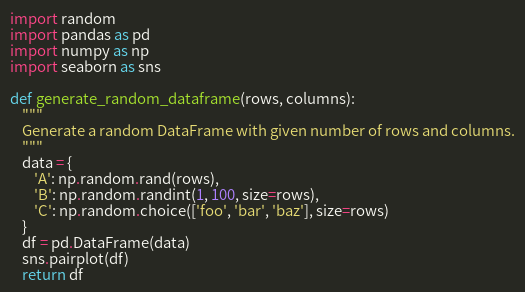 import random
import pandas as pd
import numpy as np
import seaborn as sns

def generate_random_dataframe(rows, columns):
    """
    Generate a random DataFrame with given number of rows and columns.
    """
    data = {
        'A': np.random.rand(rows),
        'B': np.random.randint(1, 100, size=rows),
        'C': np.random.choice(['foo', 'bar', 'baz'], size=rows)
    }
    df = pd.DataFrame(data)
    sns.pairplot(df)
    return df